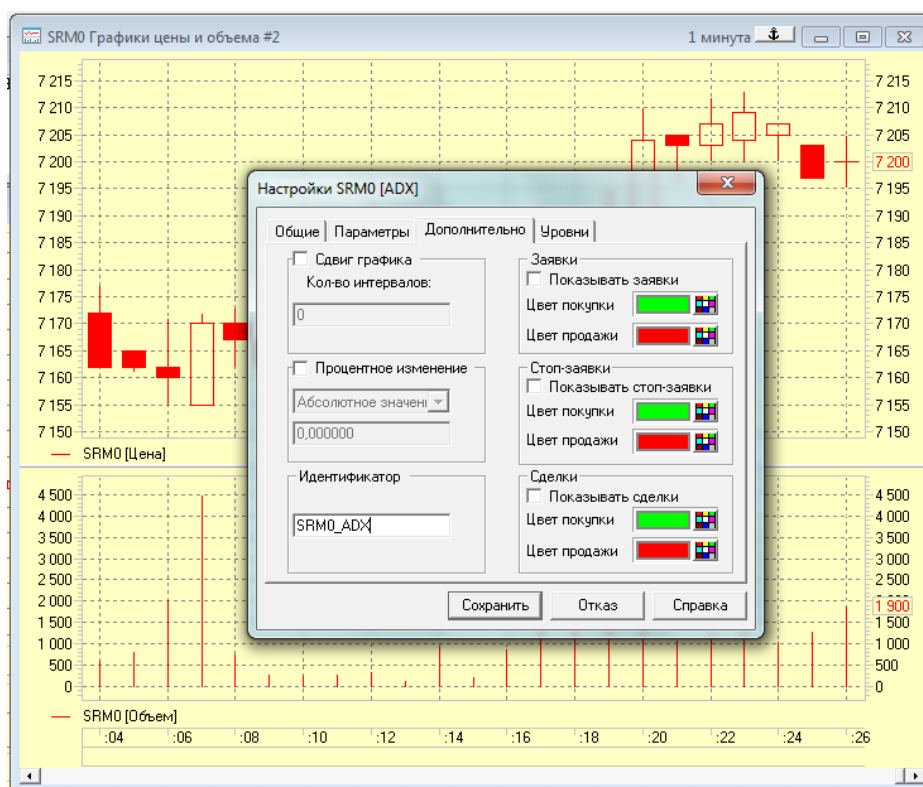 SRM0 Графики цены и объема #2
1 минута
7 215
7 210
7 205
7 200
7 195
7 190
7 185
7 180
7 175
7 170
7 165
7 160
7 155
7 150
7 215
7 210
7 205
7 200
7 195
7 190
7 185
7 180
7 175
7 170
7 165
7 160
7 155
7 150
Настройки SRM0 [ADX]
Общие
Параметры
Дополнительно
Уровни
Сдвиг графика
Кол-во интервалов:
0
Процентное изменение
Абсолютное значени
0,000000
Идентификатор
SRM0_ADX
Заявки
Показывать заявки
Цвет покупки
Цвет продажи
Стоп-заявки
Показывать стоп-заявки
Цвет покупки
Цвет продажи
Сделки
Показывать сделки
Цвет покупки
Цвет продажи
Сохранить
Отказ
Справка
SRM0 [Цена]
4 500
4 000
3 500
3 000
2 500
2 000
1 500
1 000
500
0
4 500
4 000
3 500
3 000
2 500
1 900
1 500
1 000
500
0
SRM0 [Объем]
:04 :06 :08 :10 :12 :14 :16 :18 :20 :22 :24 :26